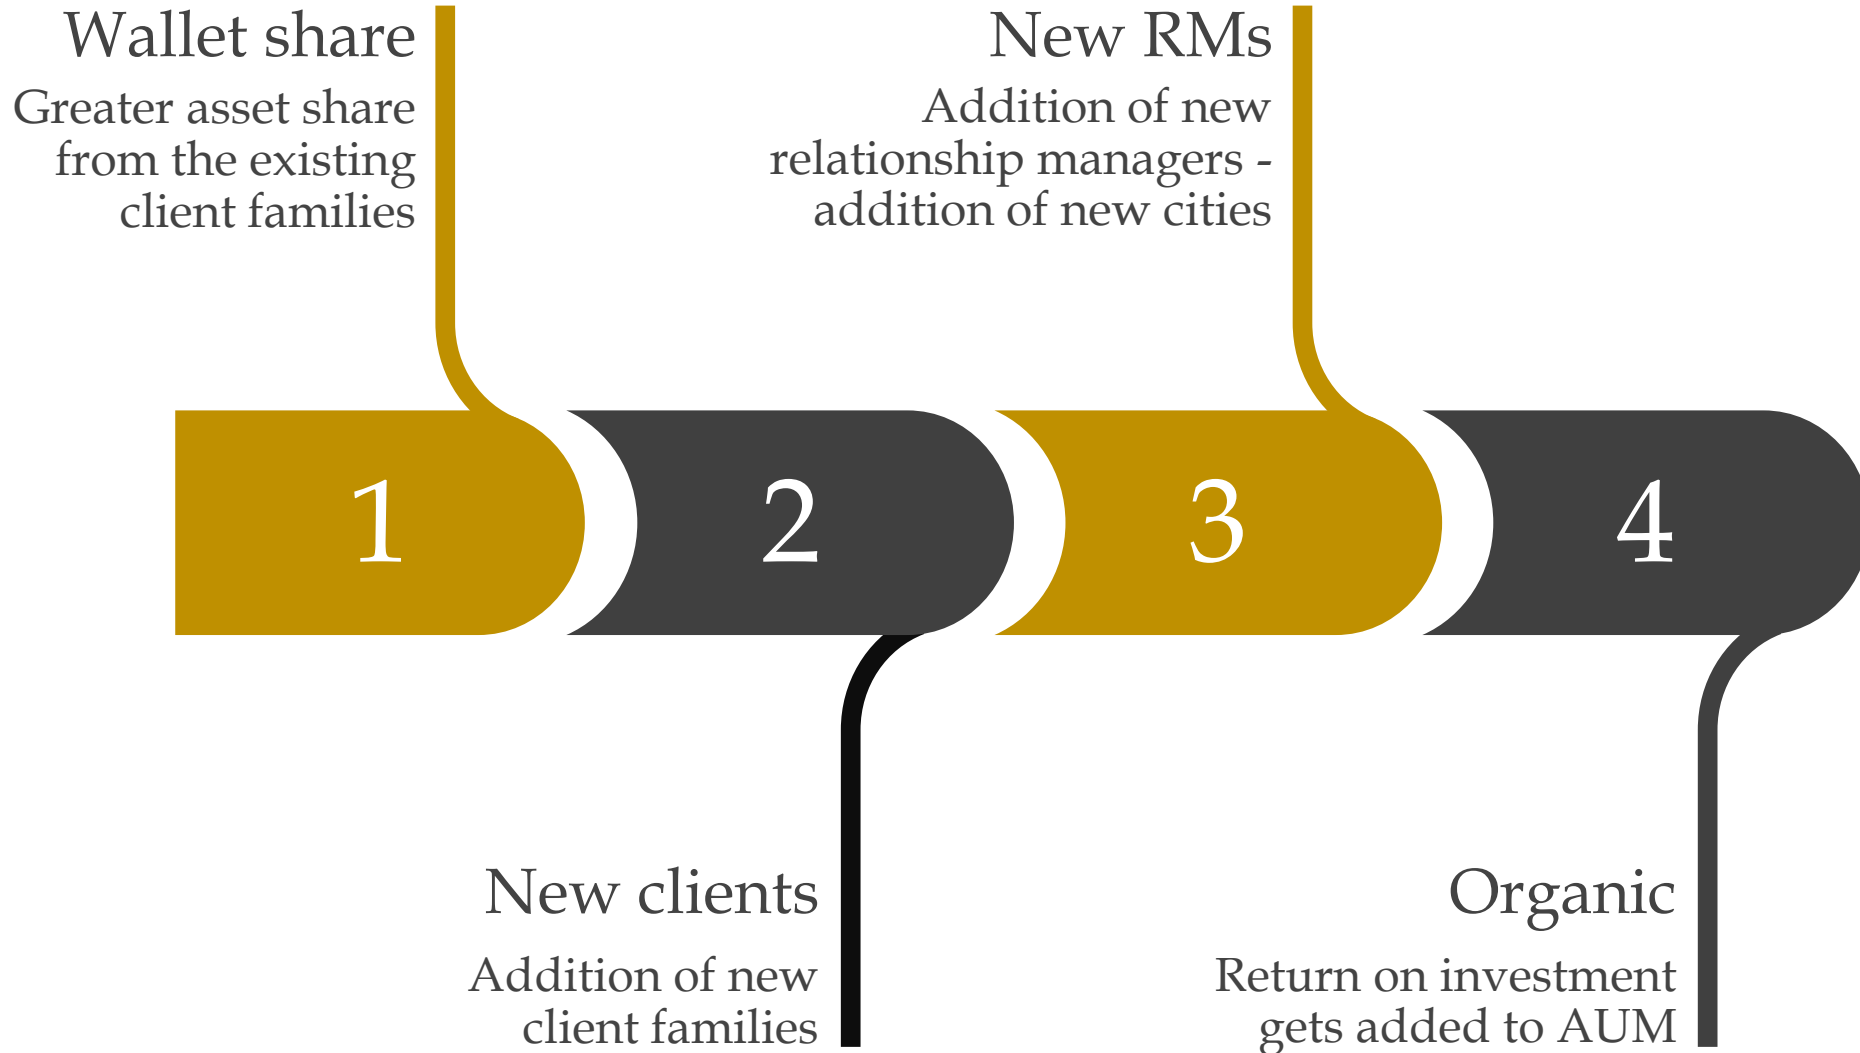 Wallet share
Greater asset share
from the existing
client families
New RMs
Addition of new
relationship managers -
addition of new cities
1
2
3
4
New clients
Addition of new
client families
Organic
Return on investment
gets added to AUM